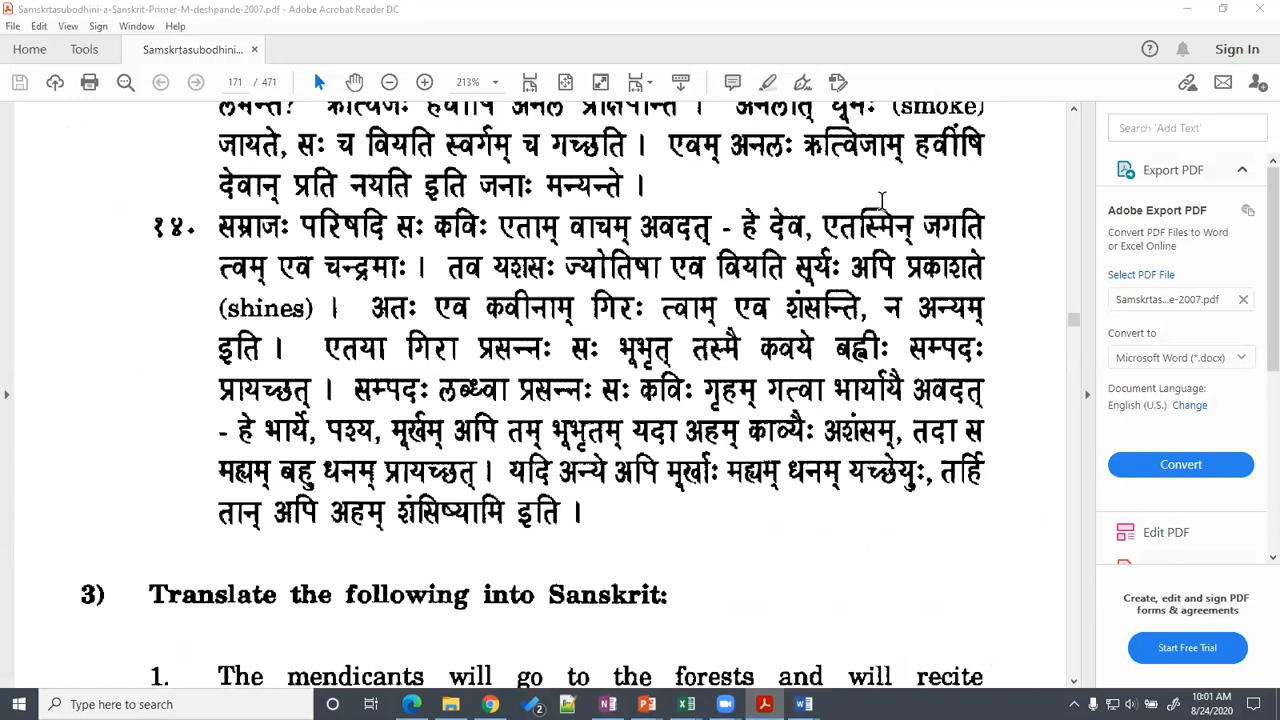 Samskrtasubodhini-a-Sanskrit-Primer-M-deshpande-2007.pdf - Adobe Acrobat Reader DC
File Edit View Sign Window Help
Home Tools Samskrtasubodhini... × Sign In
171 / 471 213%
लभन्ते? ऋत्विजः हवींषि अनले प्रक्षिपन्ति । अनलात् धूमः (smoke)
जायते, सः च वियति स्वर्गम् च गच्छति । एवम् अनलः ऋत्विजाम् हवींषि
देवान् प्रति नयति इति जनाः मन्यन्ते ।
१४. सम्राजः परिषदि सः कविः एताम् वाचम् अवदत् - हे देव, एतस्मिन् जगति
त्वम् एव चन्द्रमाः । तव यशसः ज्योतिषा एव वियति सूर्यः अपि प्रकाशते
(shines) । अतः एव कवीनाम् गिरः त्वाम् एव शंसन्ति, न अन्यम्
इति । एतया गिरा प्रसन्नः सः भूभृत् तस्मै कवये बह्वीः सम्पदः
प्रायच्छत् । सम्पदः लब्ध्वा प्रसन्नः सः कविः गृहम् गत्वा भार्यायै अवदत्
- हे भार्ये, पश्य, मूर्खम् अपि तम् भूभृतम् यदा अहम् काव्यैः अशंसम्, तदा स
मह्यम् बहु धनम् प्रायच्छत् । यदि अन्ये अपि मूर्खाः मह्यम् धनम् यच्छेयुः, तर्हि
तान् अपि अहम् शंसिष्यामि इति ।
3) Translate the following into Sanskrit:
1. The mendicants will go to the forests and will recite
Search 'Add Text'
Export PDF
Adobe Export PDF
Convert PDF Files to Word
or Excel Online
Select PDF File
Samskrtas...e-2007.pdf ×
Convert to
Microsoft Word (*.docx)
Document Language:
English (U.S.) Change
Convert
Edit PDF
Create, edit and sign PDF
forms & agreements
Start Free Trial
Type here to search
2
10:01 AM
8/24/2020